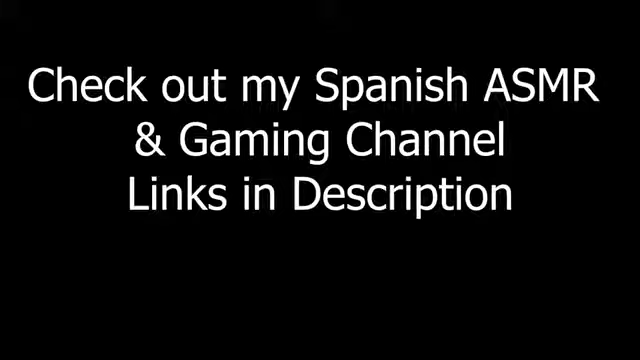 Check out my Spanish ASMR
& Gaming Channel
Links in Description